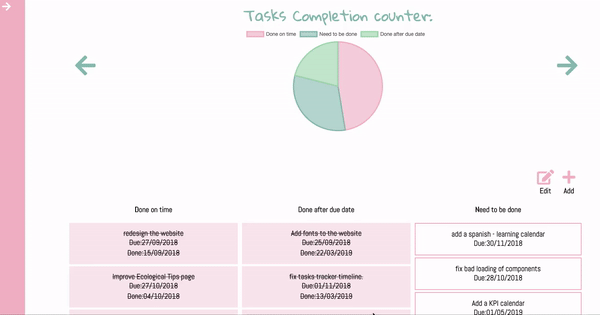 Tasks Completion counter:
Done on time Need to be done Done after due date
Edit Add
Done on time
redesign the website
Due:27/09/2018
Done:15/09/2018
Improve Ecological Tips page
Due:27/10/2018
Done:04/10/2018
Done after due date
Add fonts to the website
Due:25/09/2018
Done:22/03/2019
fix tasks tracker timeline.
Due:01/11/2018
Done:13/03/2019
Need to be done
add a spanish - learning calendar
Due:30/11/2018
fix bad loading of components
Due:28/10/2018
Add a KPI calendar
Due:01/05/2019